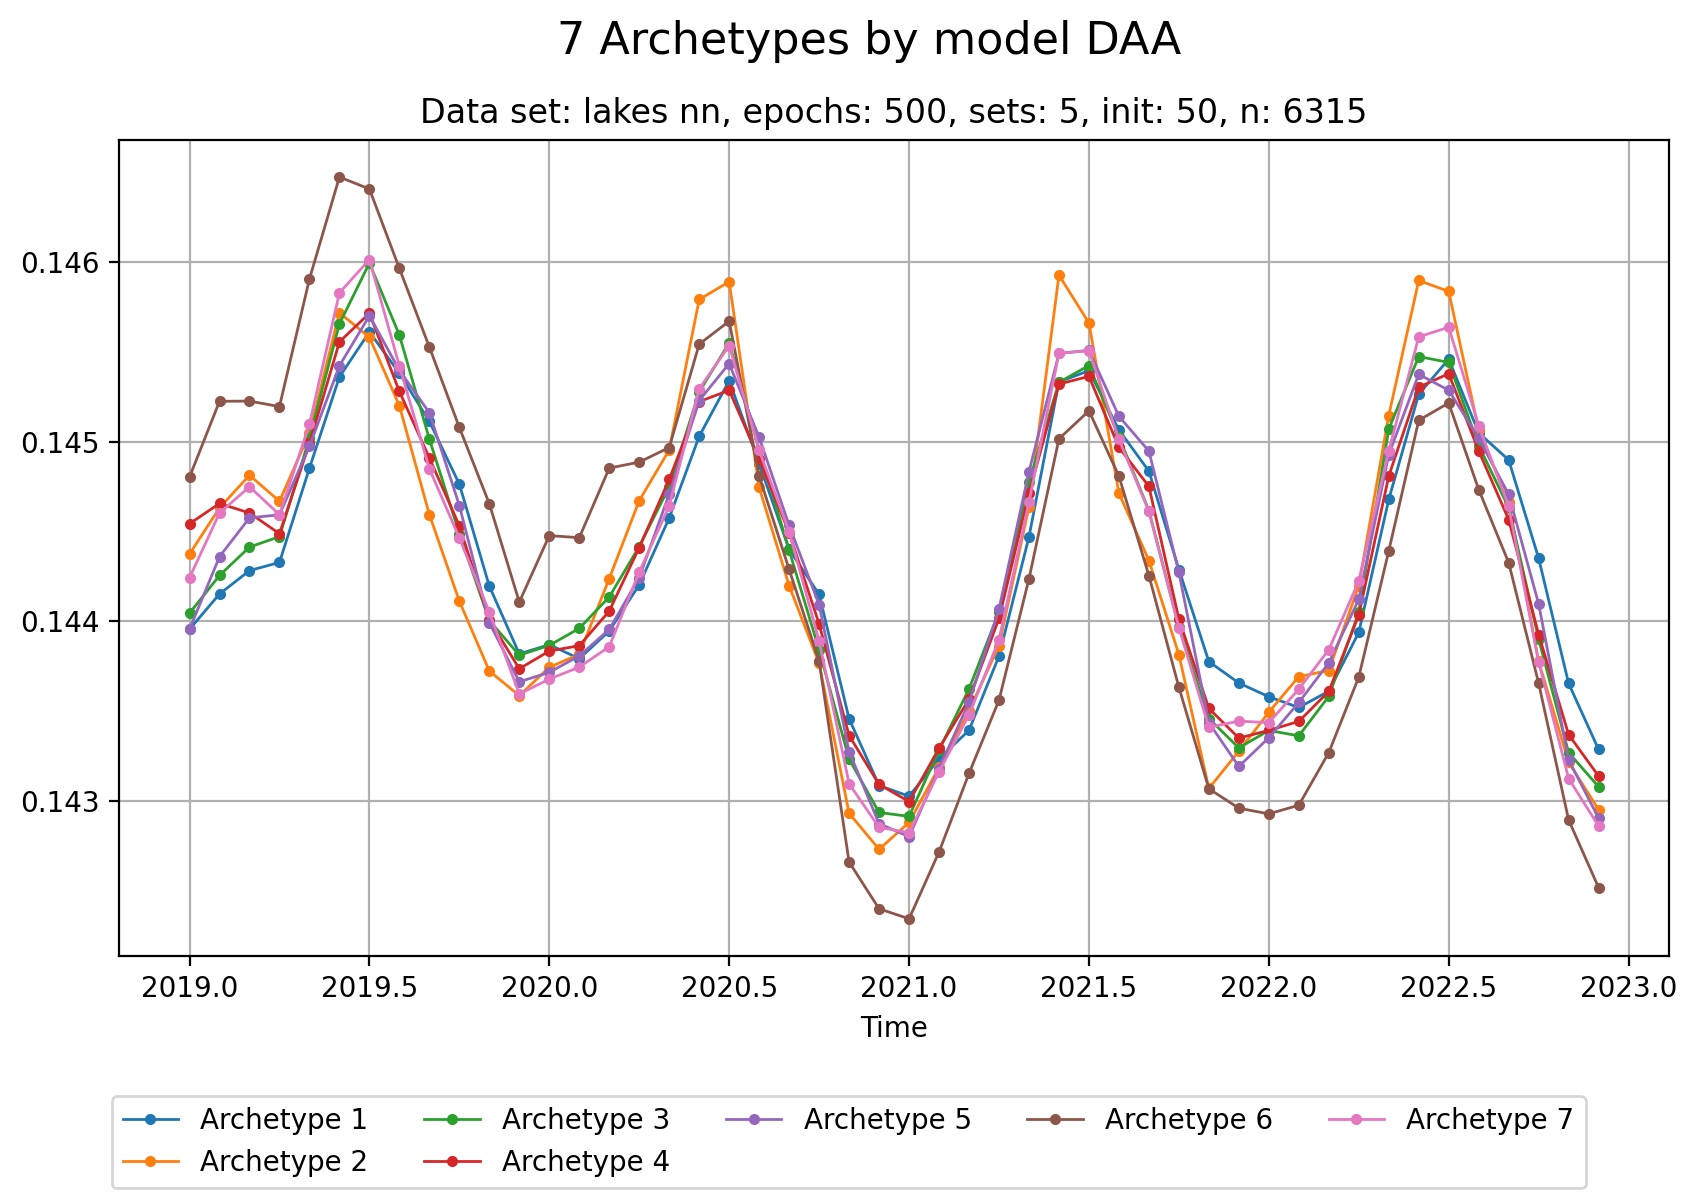 7 Archetypes by model DAA
Data set: lakes nn, epochs: 500, sets: 5, init: 50, n: 6315
0.146
0.145
0.144
0.143
2019.0 2019.5 2020.0 2020.5 2021.0 2021.5 2022.0 2022.5 2023.0
Time
Archetype 1 Archetype 3 Archetype 5 Archetype 6 Archetype 7
Archetype 2 Archetype 4